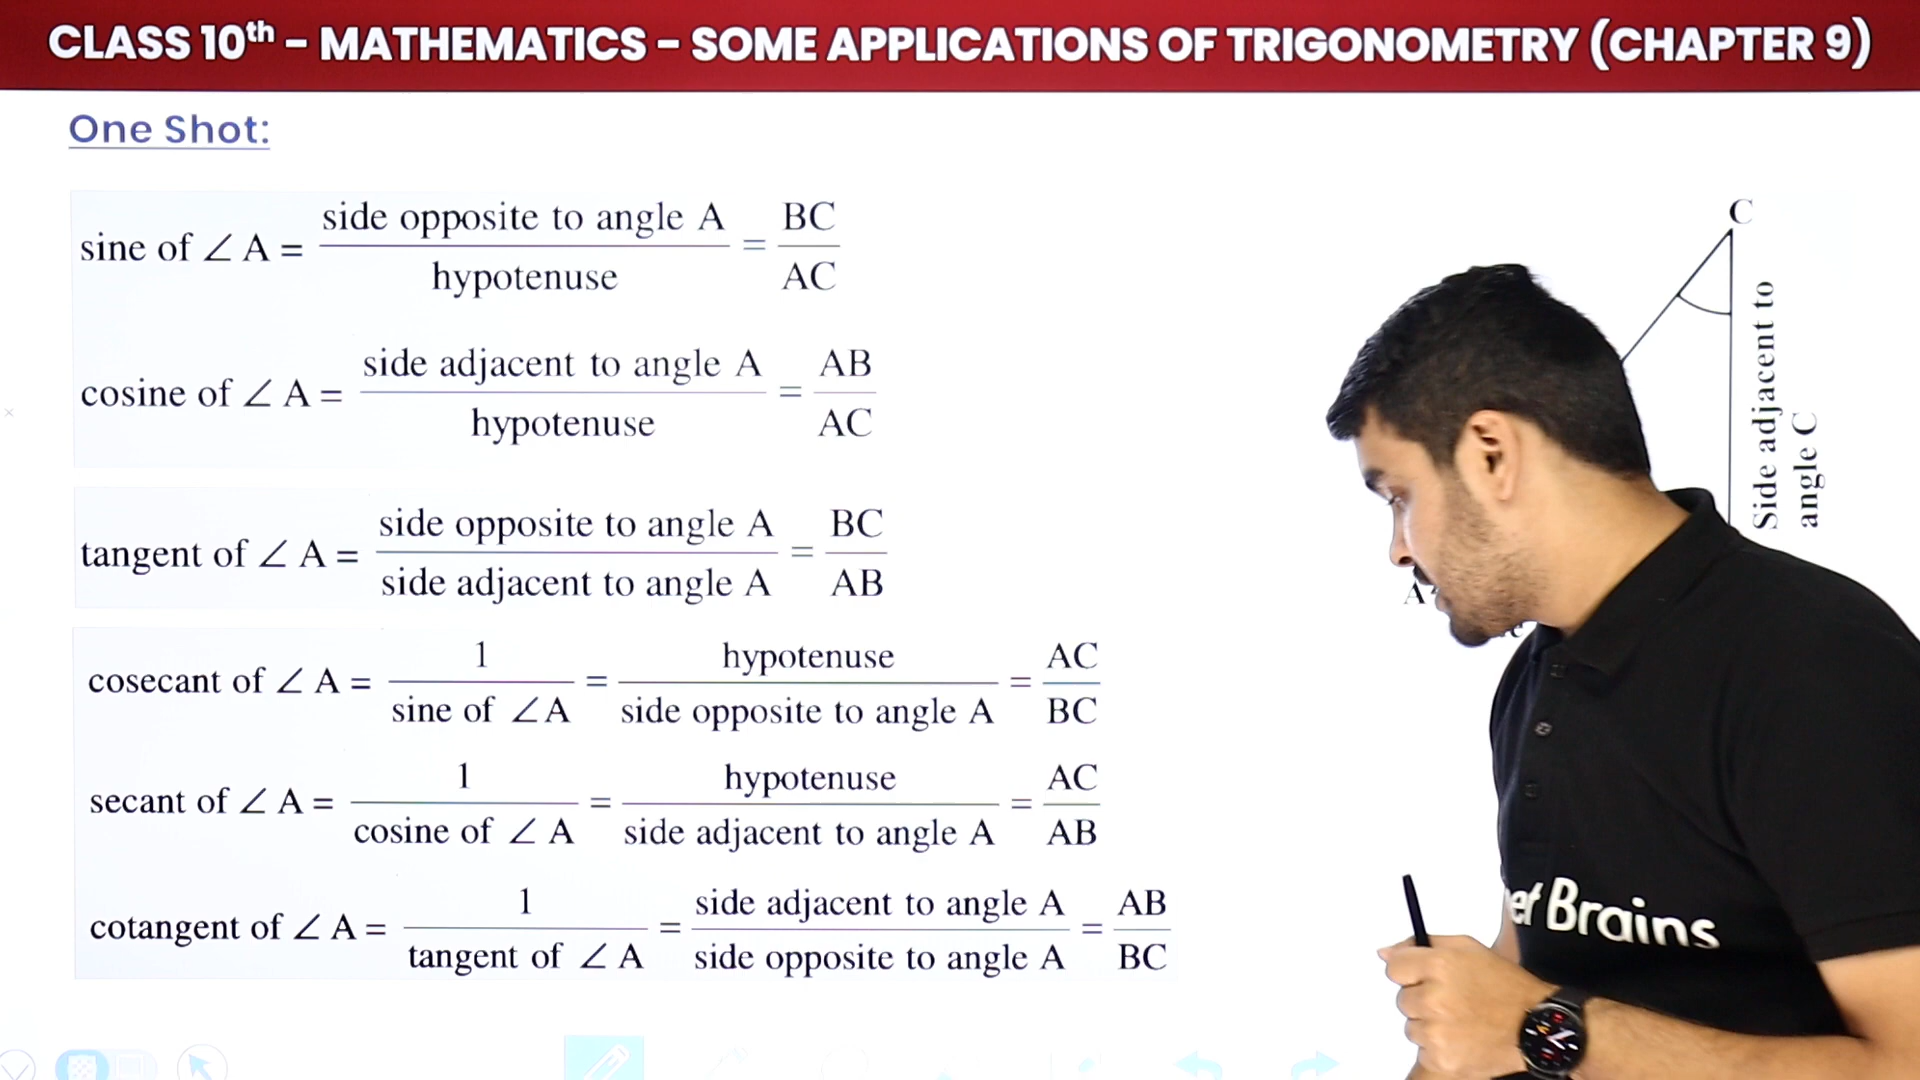 CLASS 10th – MATHEMATICS – SOME APPLICATIONS OF TRIGONOMETRY (CHAPTER 9)
One Shot:
sine of ∠ A = side opposite to angle A / hypotenuse = BC / AC
cosine of ∠ A = side adjacent to angle A / hypotenuse = AB / AC
tangent of ∠ A = side opposite to angle A / side adjacent to angle A = BC / AB
cosecant of ∠ A = 1 / sine of ∠A = hypotenuse / side opposite to angle A = AC / BC
secant of ∠ A = 1 / cosine of ∠ A = hypotenuse / side adjacent to angle A = AC / AB
cotangent of ∠ A = 1 / tangent of ∠ A = side adjacent to angle A / side opposite to angle A = AB / BC
C
Side adjacent to
angle C
A
Brains